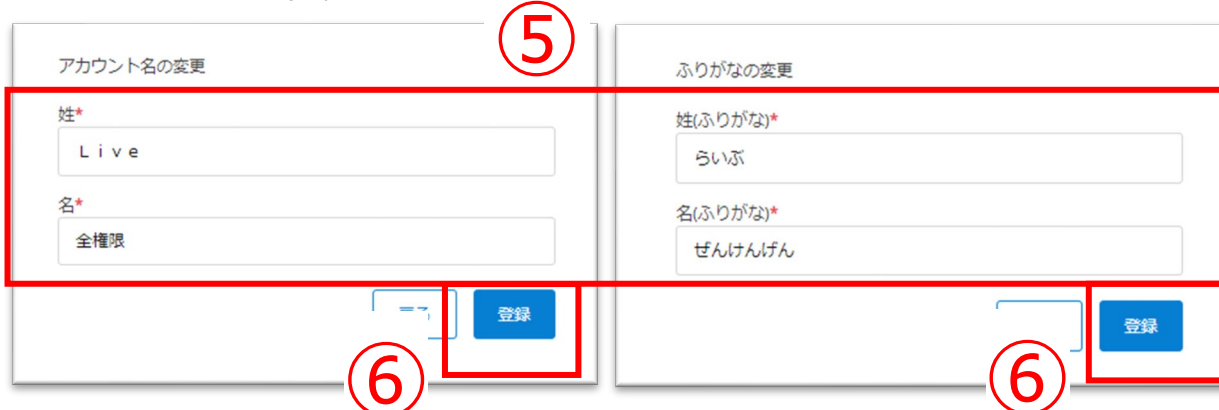 ⑤
アカウント名の変更
姓*
Ｌｉｖｅ
名*
全権限
登録
⑥
ふりがなの変更
姓(ふりがな)*
らいぶ
名(ふりがな)*
ぜんけんげん
登録
⑥